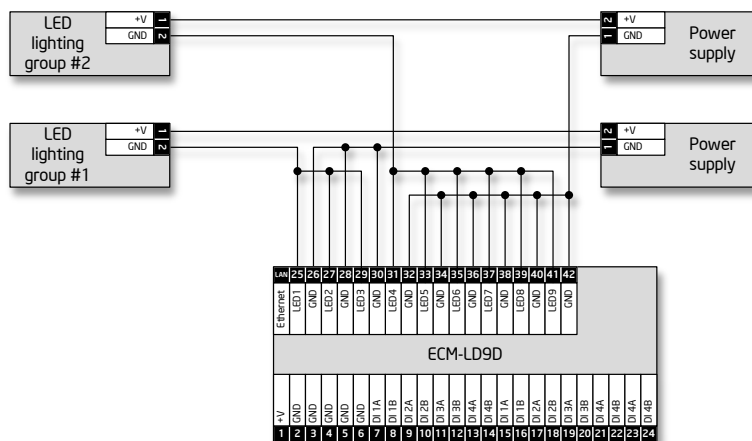 LED lighting group #2
+V 1
GND 2
2 +V
1 GND
Power supply
LED lighting group #1
+V 1
GND 2
2 +V
1 GND
Power supply
LAN 25 26 27 28 29 30 31 32 33 34 35 36 37 38 39 40 41 42
Ethernet LED1 GND LED2 GND LED3 GND LED4 GND LED5 GND LED6 GND LED7 GND LED8 GND LED9 GND
ECM-LD9D
+V GND GND GND GND GND DI 1A DI 1B DI 2A DI 2B DI 3A DI 3B DI 4A DI 4B DI 1A DI 1B DI 2A DI 2B DI 3A DI 3B DI 4A DI 4B DI 4A DI 4B
1 2 3 4 5 6 7 8 9 10 11 12 13 14 15 16 17 18 19 20 21 22 23 24